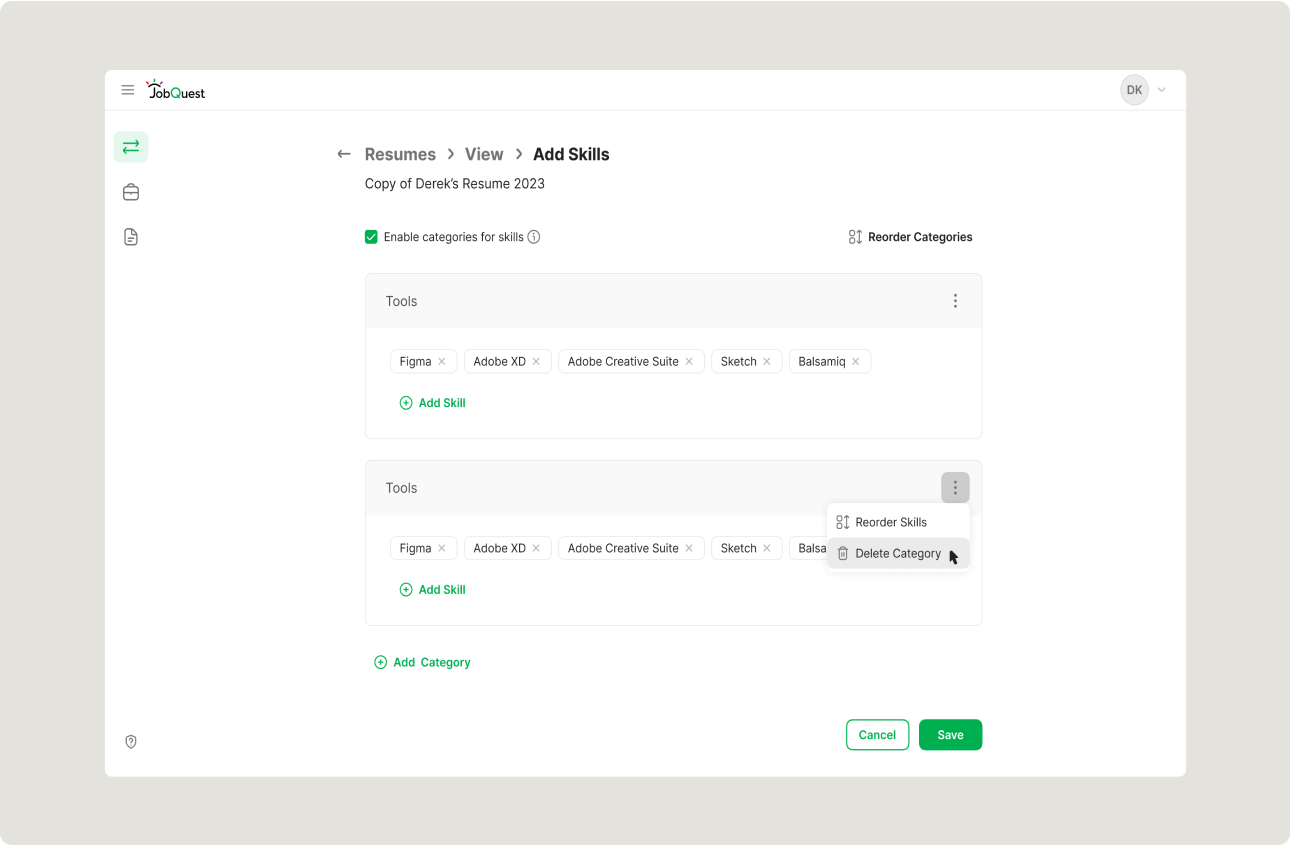 JobQuest
DK
Resumes > View > Add Skills
Copy of Derek’s Resume 2023
Enable categories for skills
Reorder Categories
Tools
Figma × Adobe XD × Adobe Creative Suite × Sketch × Balsamiq ×
Add Skill
Tools
Reorder Skills
Figma × Adobe XD × Adobe Creative Suite × Sketch × Balsa
Delete Category
Add Skill
Add Category
Cancel
Save